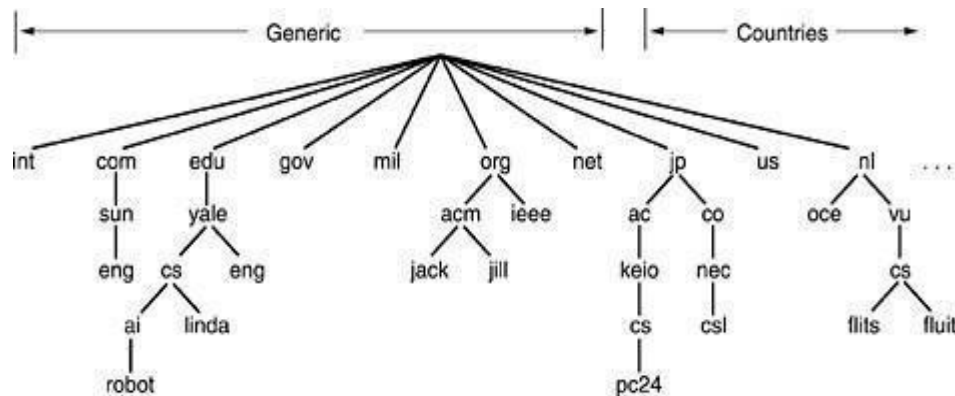 Generic Countries
int com edu gov mil org net jp us nl . . .
sun yale acm ieee ac co oce vu
eng cs eng jack jill keio nec cs
ai linda cs csl flits fluit
robot pc24